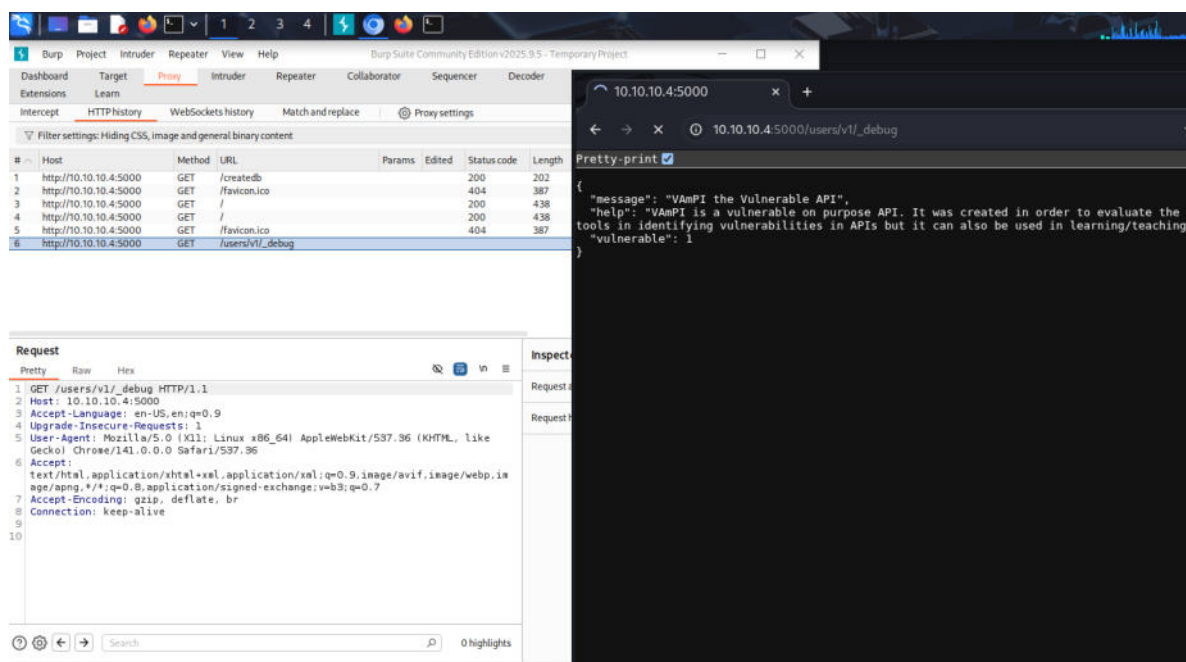 1 2 3 4
Burp Project Intruder Repeater View Help Burp Suite Community Edition v2025.9.5 - Temporary Project
Dashboard Target Proxy Intruder Repeater Collaborator Sequencer Decoder
Extensions Learn
Intercept HTTP history WebSockets history Match and replace Proxy settings
Filter settings: Hiding CSS, image and general binary content
# Host Method URL Params Edited Status code Length
1 http://10.10.10.4:5000 GET /createdb 200 202
2 http://10.10.10.4:5000 GET /favicon.ico 404 387
3 http://10.10.10.4:5000 GET / 200 438
4 http://10.10.10.4:5000 GET / 200 438
5 http://10.10.10.4:5000 GET /favicon.ico 404 387
6 http://10.10.10.4:5000 GET /users/v1/_debug
Request
Pretty Raw Hex
\n
1 GET /users/v1/_debug HTTP/1.1
2 Host: 10.10.10.4:5000
3 Accept-Language: en-US,en;q=0.9
4 Upgrade-Insecure-Requests: 1
5 User-Agent: Mozilla/5.0 (X11; Linux x86_64) AppleWebKit/537.36 (KHTML, like
Gecko) Chrome/141.0.0.0 Safari/537.36
6 Accept:
text/html,application/xhtml+xml,application/xml;q=0.9,image/avif,image/webp,im
age/apng,*/*;q=0.8,application/signed-exchange;v=b3;q=0.7
7 Accept-Encoding: gzip, deflate, br
8 Connection: keep-alive
9
10
Search 0 highlights
Inspect
Request a
Request h
10.10.10.4:5000
10.10.10.4:5000/users/v1/_debug
Pretty-print
{
"message": "VAmPI the Vulnerable API",
"help": "VAmPI is a vulnerable on purpose API. It was created in order to evaluate the
tools in identifying vulnerabilities in APIs but it can also be used in learning/teaching
"vulnerable": 1
}